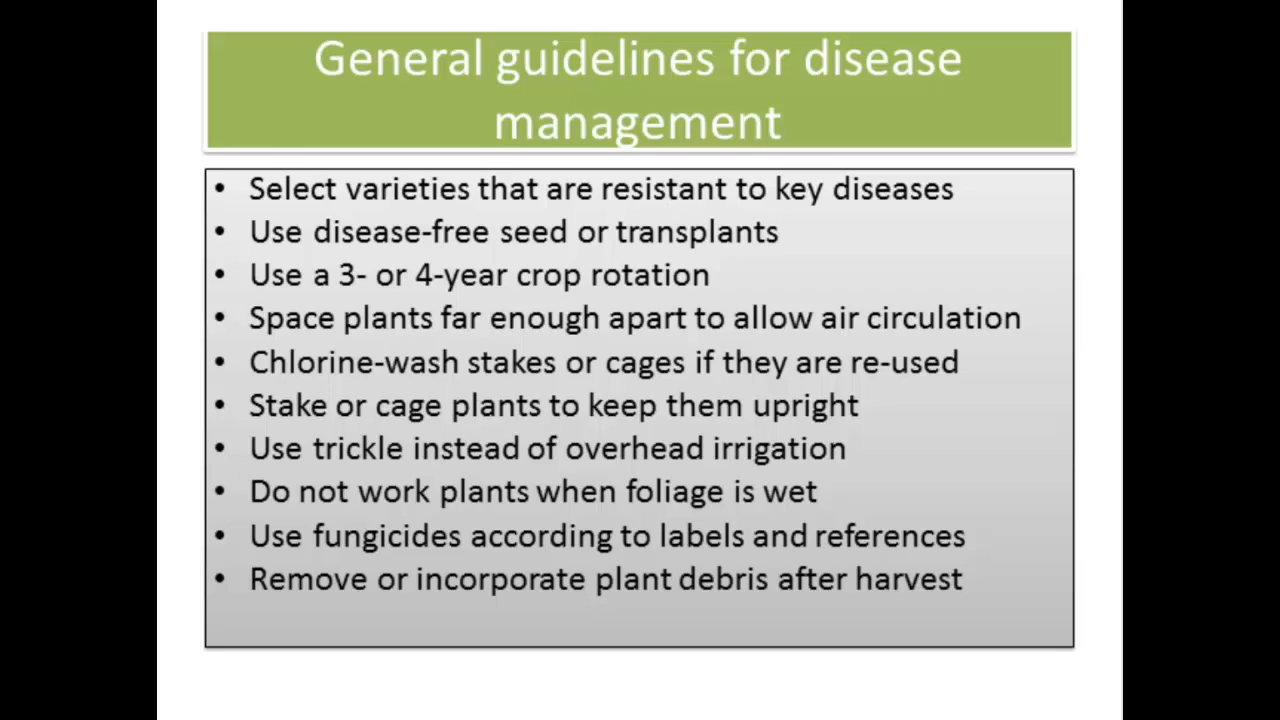 General guidelines for disease
management
• Select varieties that are resistant to key diseases
• Use disease-free seed or transplants
• Use a 3- or 4-year crop rotation
• Space plants far enough apart to allow air circulation
• Chlorine-wash stakes or cages if they are re-used
• Stake or cage plants to keep them upright
• Use trickle instead of overhead irrigation
• Do not work plants when foliage is wet
• Use fungicides according to labels and references
• Remove or incorporate plant debris after harvest